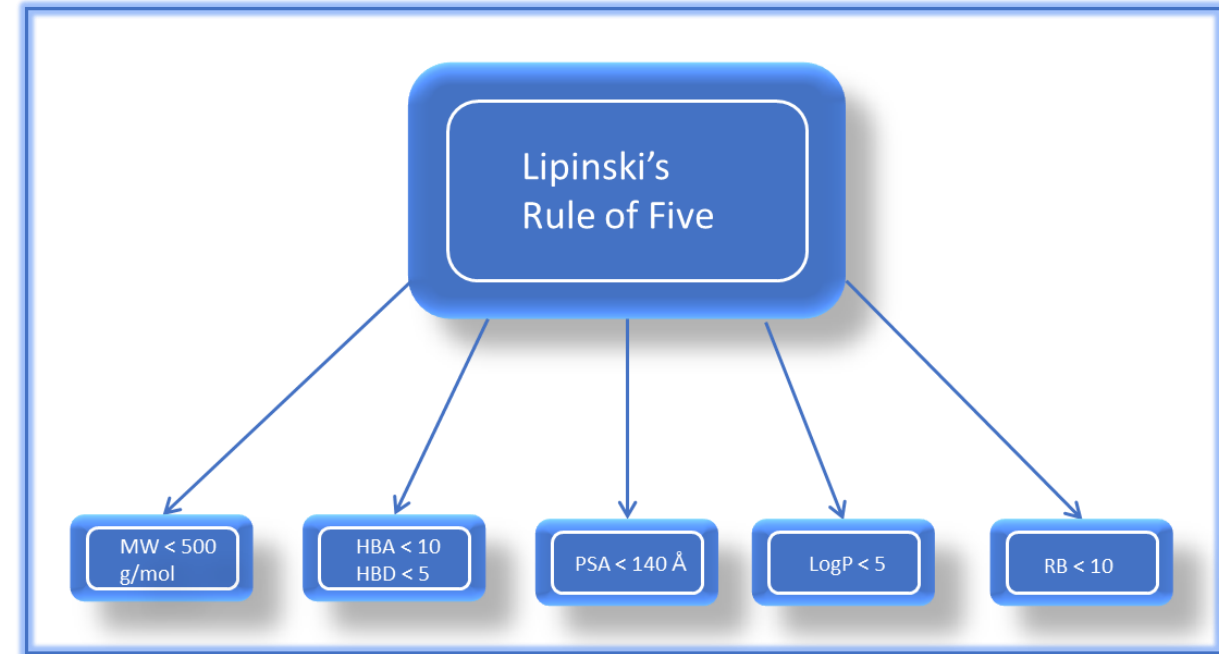 Lipinski’s
Rule of Five
MW < 500
g/mol
HBA < 10
HBD < 5
PSA < 140 Å
LogP < 5
RB < 10